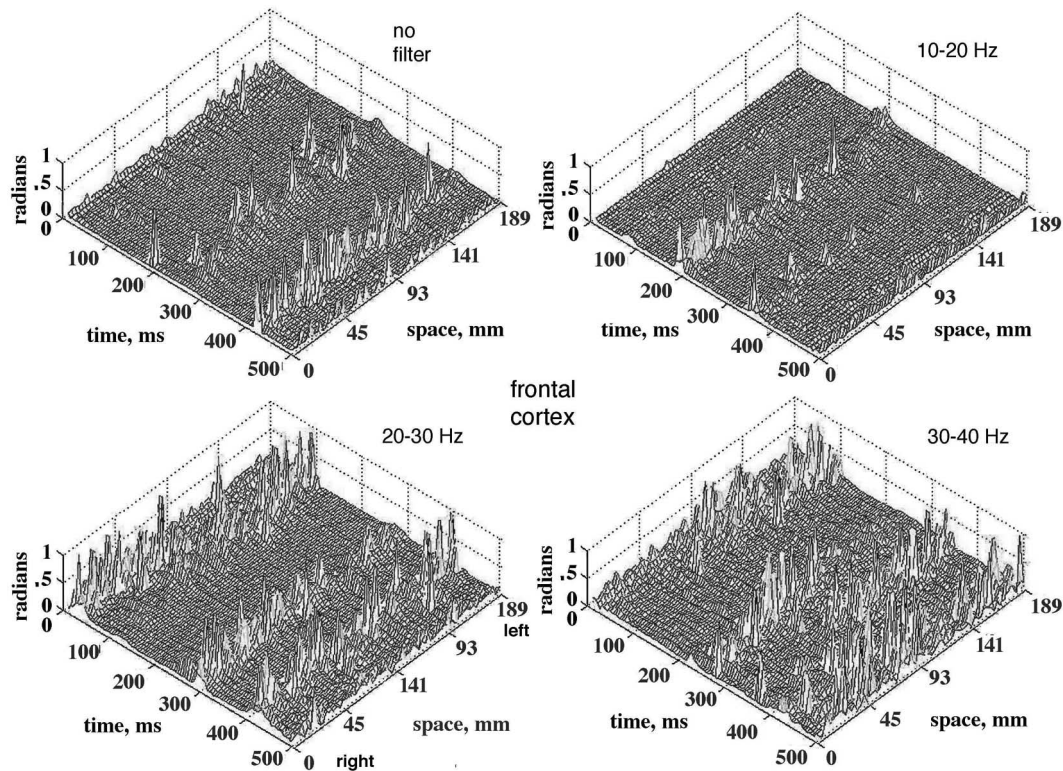 no
filter
1
.5
0
radians
0
100
200
300
400
500
time, ms
0
45
93
141
189
space, mm
10-20 Hz
1
.5
0
radians
0
100
200
300
400
500
time, ms
0
45
93
141
189
space, mm
frontal
cortex
20-30 Hz
1
.5
0
radians
0
100
200
300
400
500
time, ms
0
right
45
141
93
189
left
space, mm
30-40 Hz
1
.5
0
radians
0
100
200
300
400
500
time, ms
0
45
93
141
189
space, mm